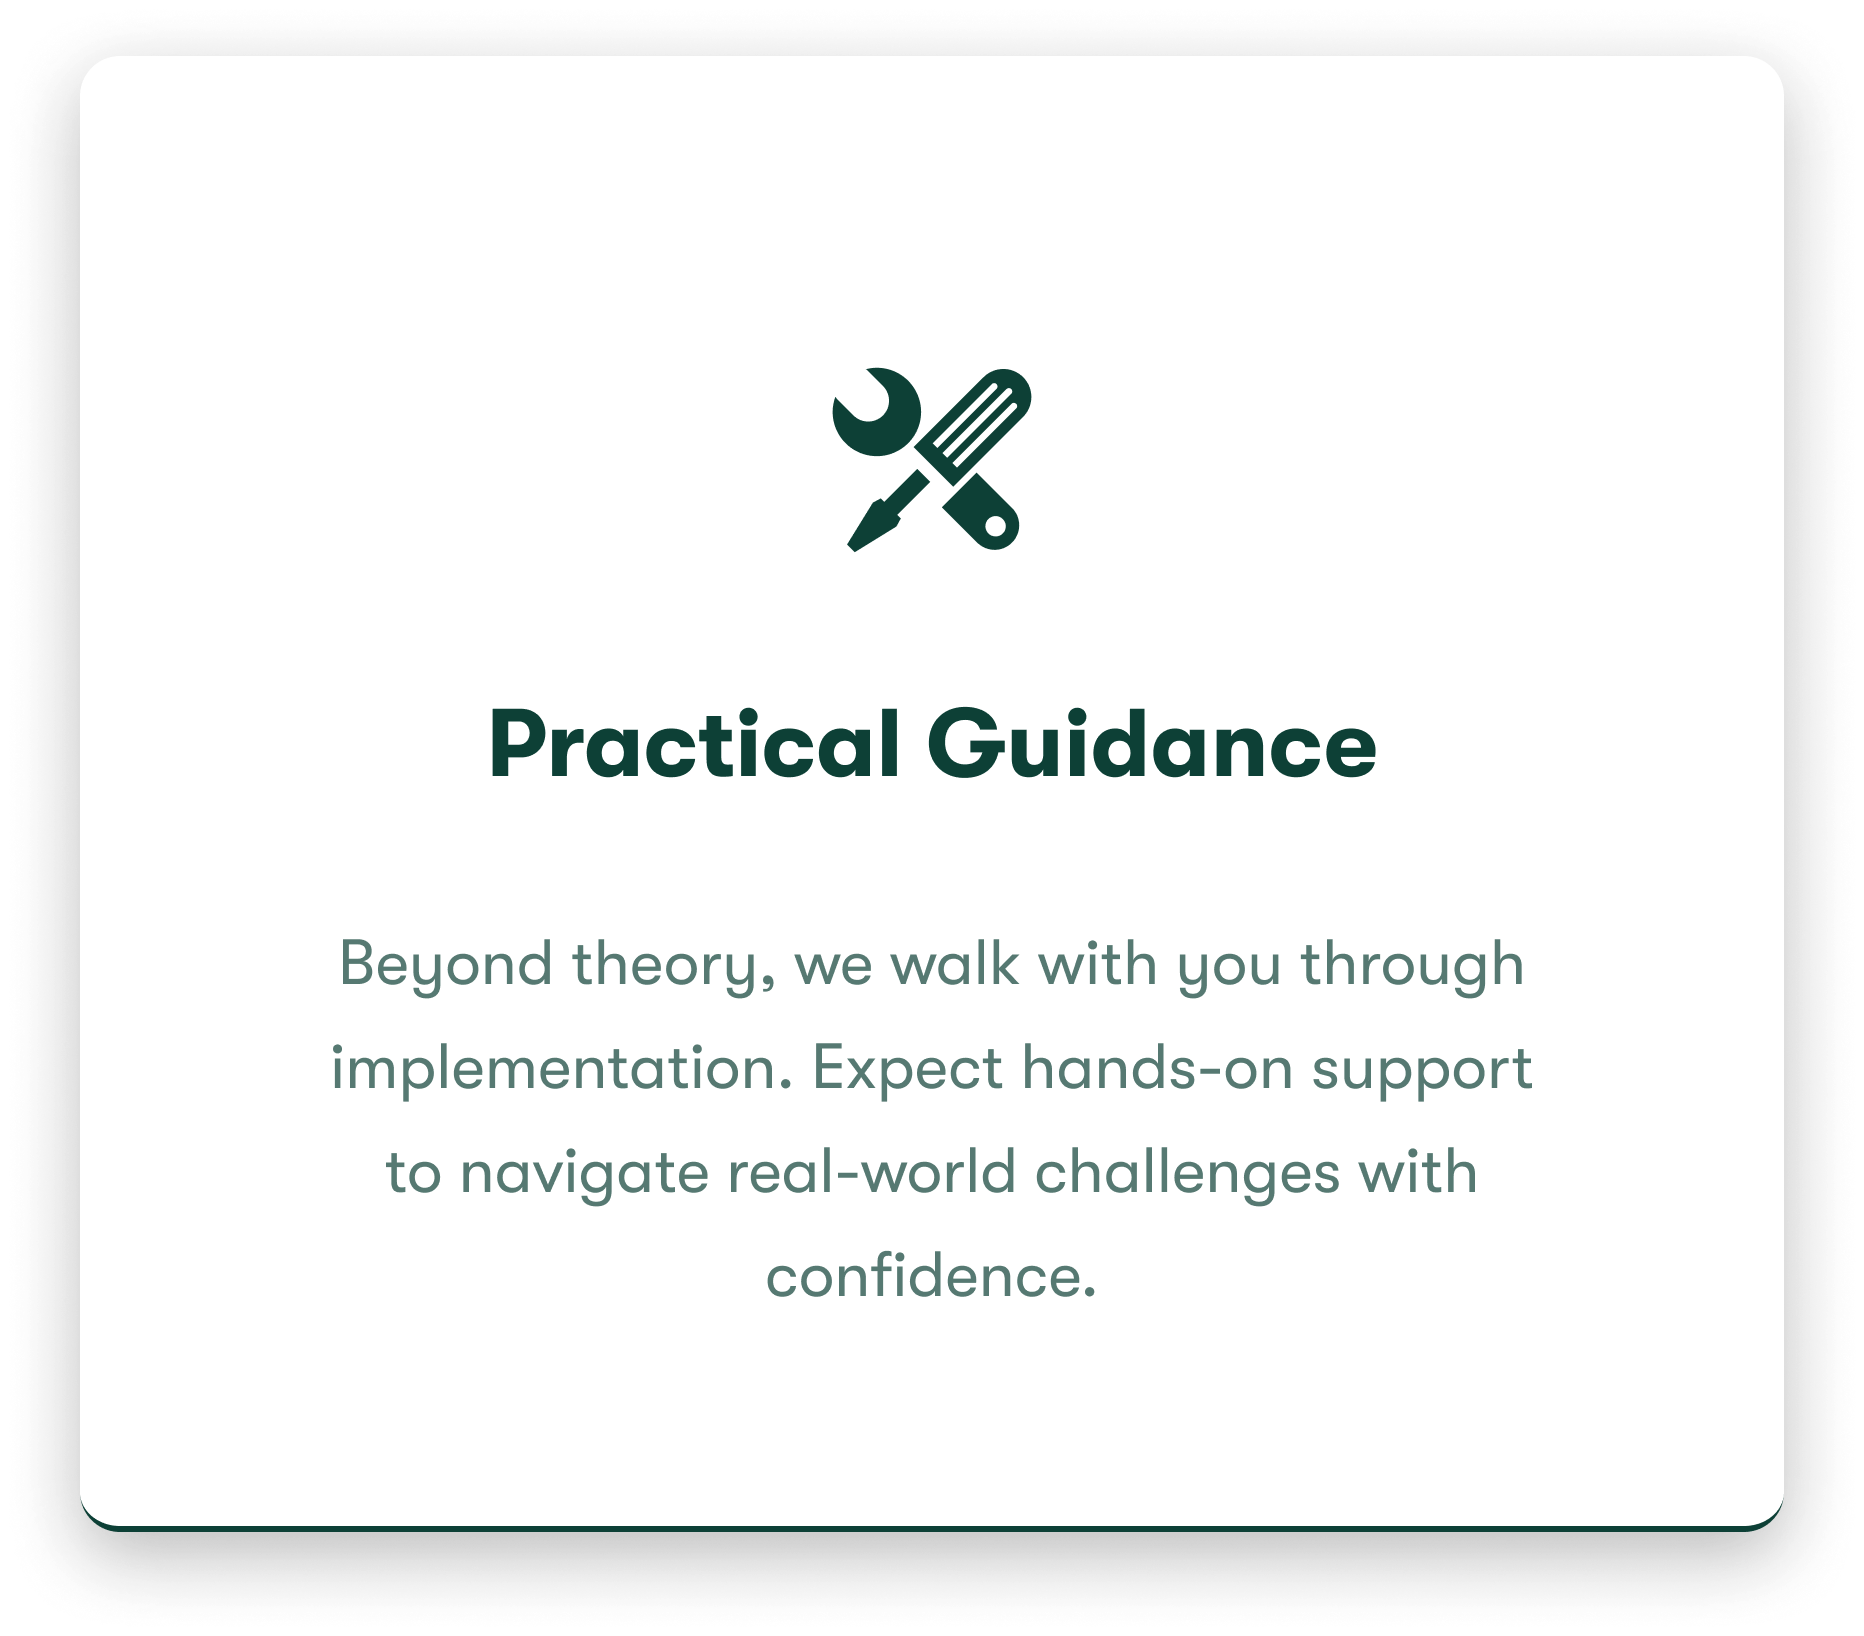 Practical Guidance
Beyond theory, we walk with you through
implementation. Expect hands-on support
to navigate real-world challenges with
confidence.